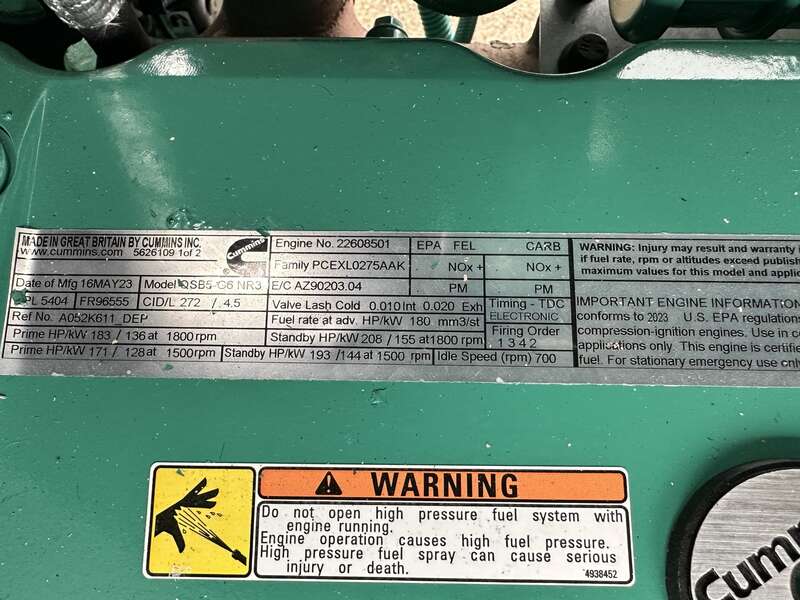 MADE IN GREAT BRITAIN BY CUMMINS INC.
www.cummins.com 5626109 1of 2
Cummins
Engine No. 22608501
EPA FEL CARB
Family PCEXL0275AAK
NOx + NOx +
Date of Mfg 16MAY23 Model QSB5-G6 NR3
E/C AZ90203.04
PM PM
CPL 5404 FR96555 CID/L 272 / 4.5
Valve Lash Cold 0.010 Int 0.020 Exh
Timing - TDC
ELECTRONIC
Ref No. A052K611_DEP
Fuel rate at adv. HP/kW 180 mm3/st
Firing Order
1 3 4 2
Prime HP/kW 183 / 136 at 1800 rpm
Standby HP/kW 208 / 155 at 1800 rpm
Prime HP/kW 171 / 128 at 1500rpm
Standby HP/kW 193 /144 at 1500 rpm
Idle Speed (rpm) 700
WARNING: Injury may result and warranty
if fuel rate, rpm or altitudes exceed publish
maximum values for this model and applic
IMPORTANT ENGINE INFORMATION
conforms to 2023 U.S. EPA regulations
compression-ignition engines. Use in co
applications only. This engine is certifie
fuel. For stationary emergency use only
WARNING
Do not open high pressure fuel system with
engine running.
Engine operation causes high fuel pressure.
High pressure fuel spray can cause serious
injury or death.
4938452
Cummins